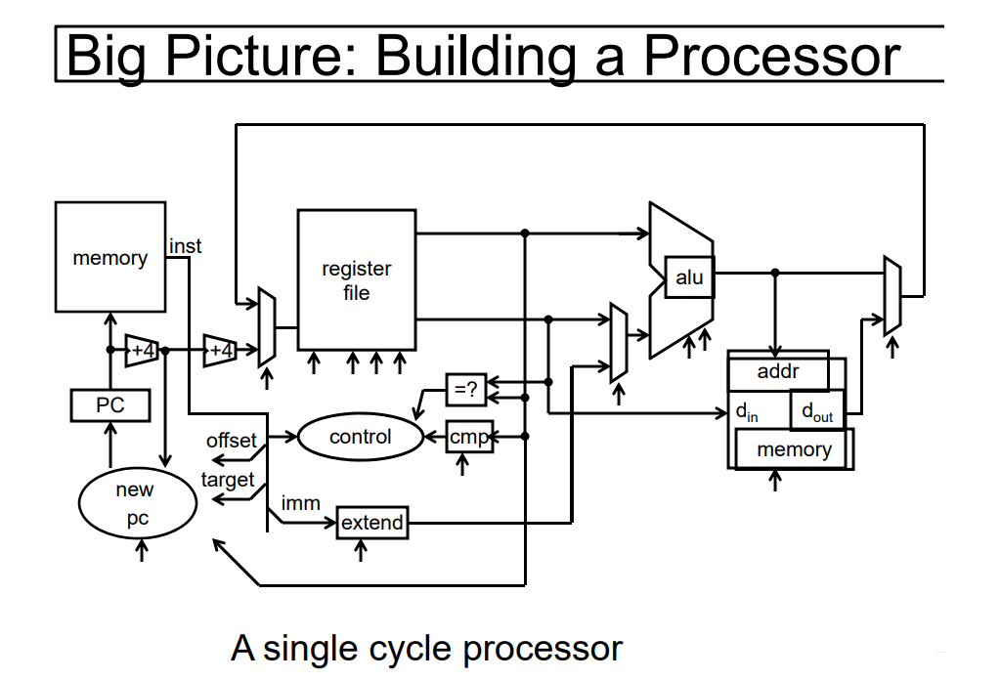 Big Picture: Building a Processor
memory
inst
register
file
alu
+4
+4
addr
PC
=?
din
dout
offset
control
cmp
memory
target
new
pc
imm
extend
A single cycle processor